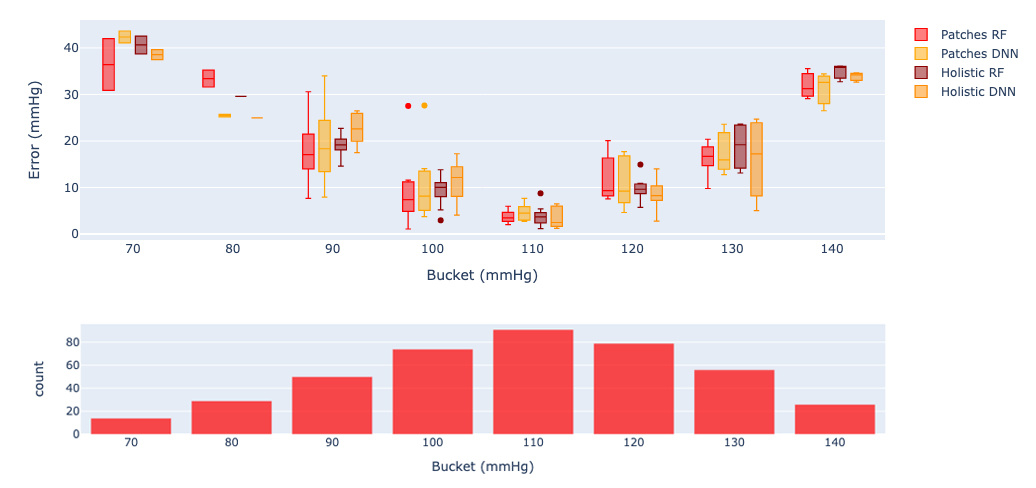 40
30
20
10
0
Error (mmHg)
70 80 90 100 110 120 130 140
Bucket (mmHg)
Patches RF
Patches DNN
Holistic RF
Holistic DNN
80
60
40
20
0
count
70 80 90 100 110 120 130 140
Bucket (mmHg)